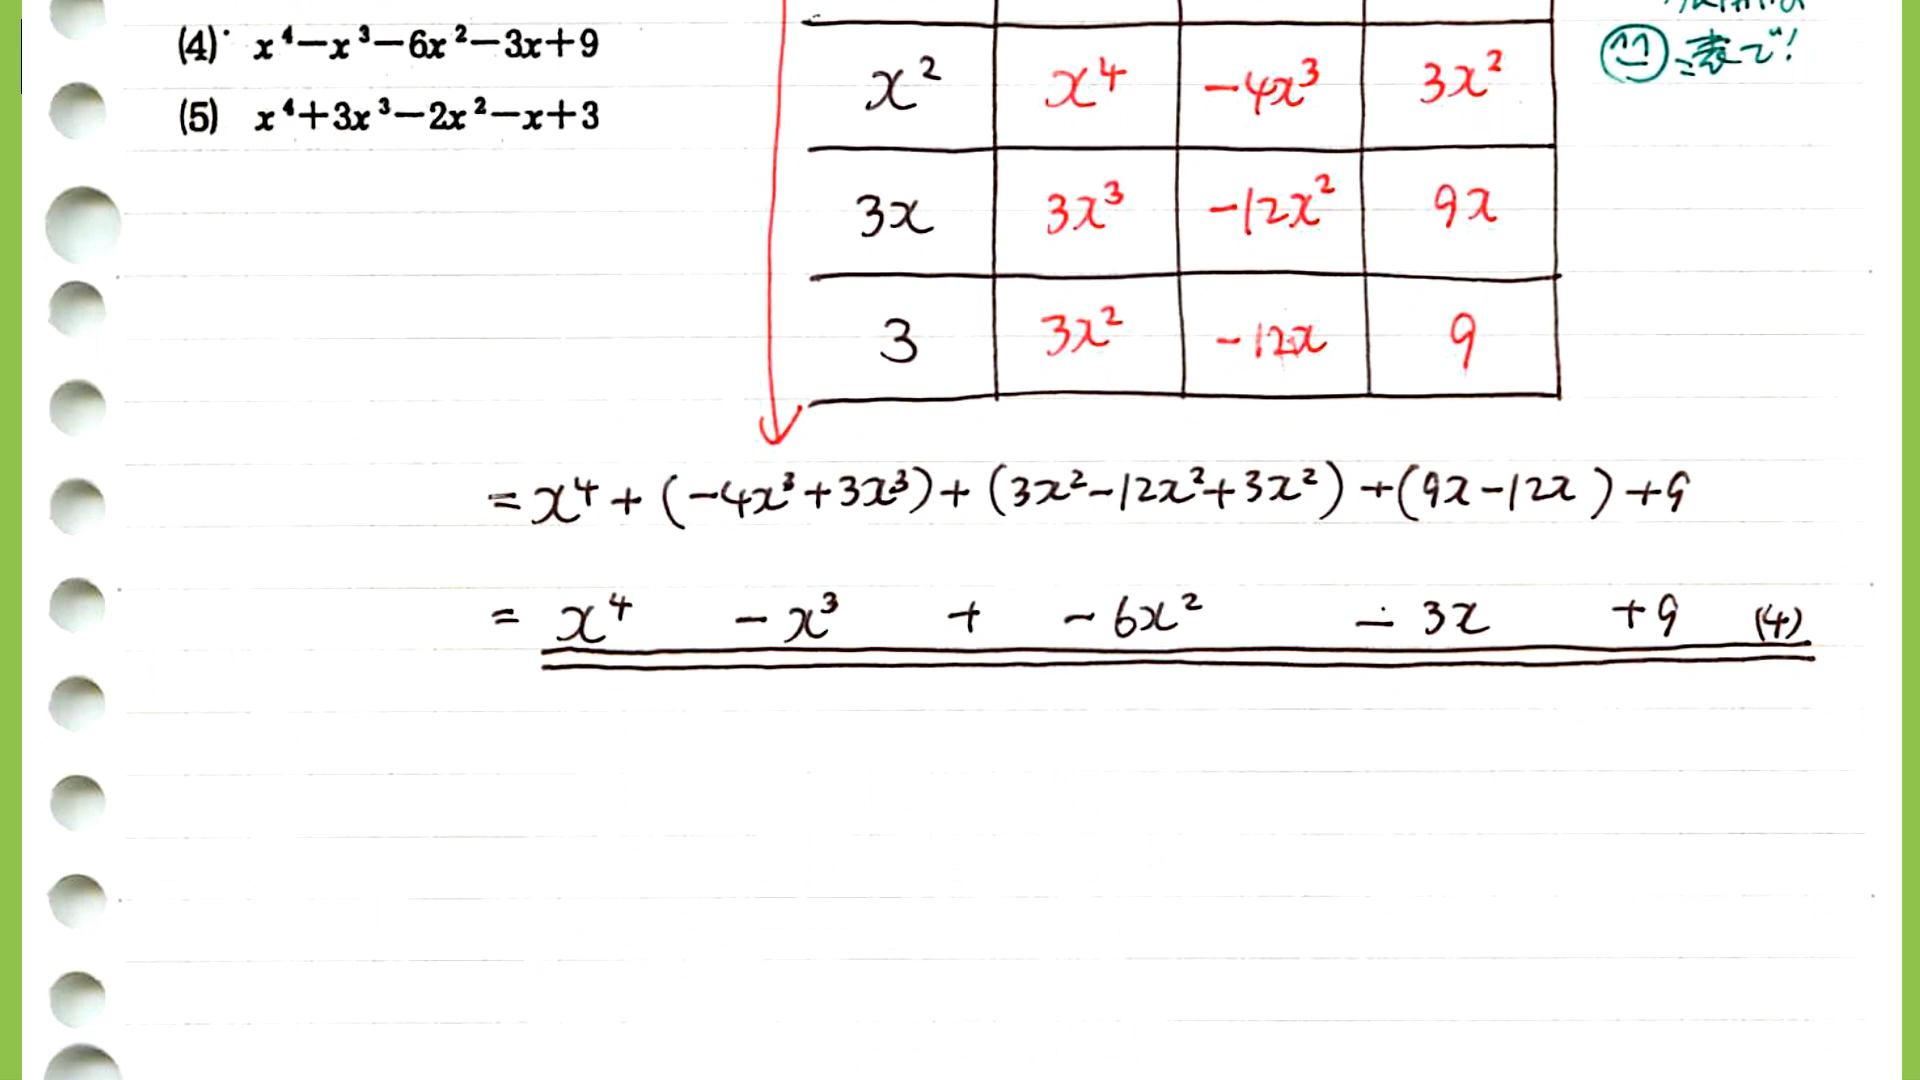 (4) x⁴−x³−6x²−3x+9
(5) x⁴+3x³−2x²−x+3
表で!
x² x⁴ -4x³ 3x²
3x 3x³ -12x² 9x
3 3x² -12x 9
= x⁴ + (-4x³+3x³) + (3x²-12x²+3x²) + (9x-12x) + 9
= x⁴ - x³ + - 6x² - 3x + 9 (4)